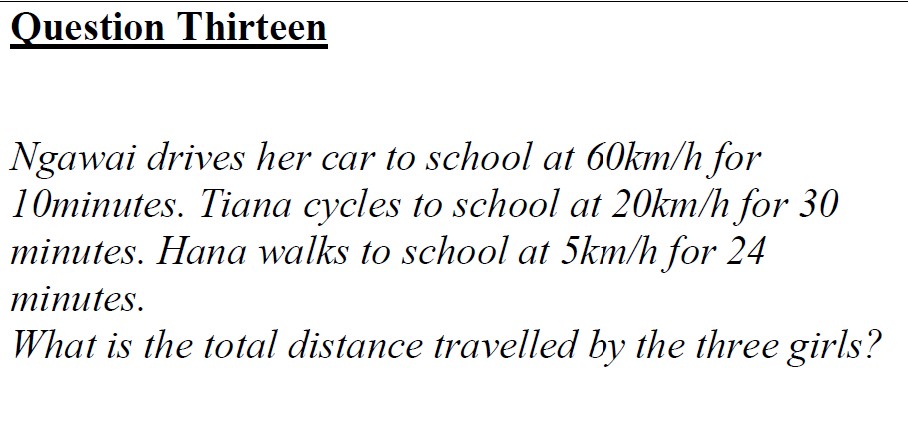 Question Thirteen
Ngawai drives her car to school at 60km/h for
10minutes. Tiana cycles to school at 20km/h for 30
minutes. Hana walks to school at 5km/h for 24
minutes.
What is the total distance travelled by the three girls?